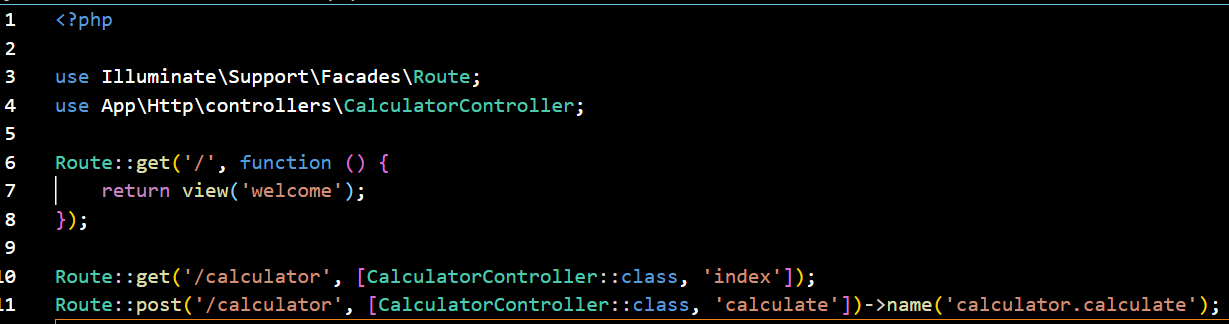 1 <?php
2
3 use Illuminate\Support\Facades\Route;
4 use App\Http\controllers\CalculatorController;
5
6 Route::get('/', function () {
7     return view('welcome');
8 });
9
10 Route::get('/calculator', [CalculatorController::class, 'index']);
11 Route::post('/calculator', [CalculatorController::class, 'calculate'])->name('calculator.calculate');